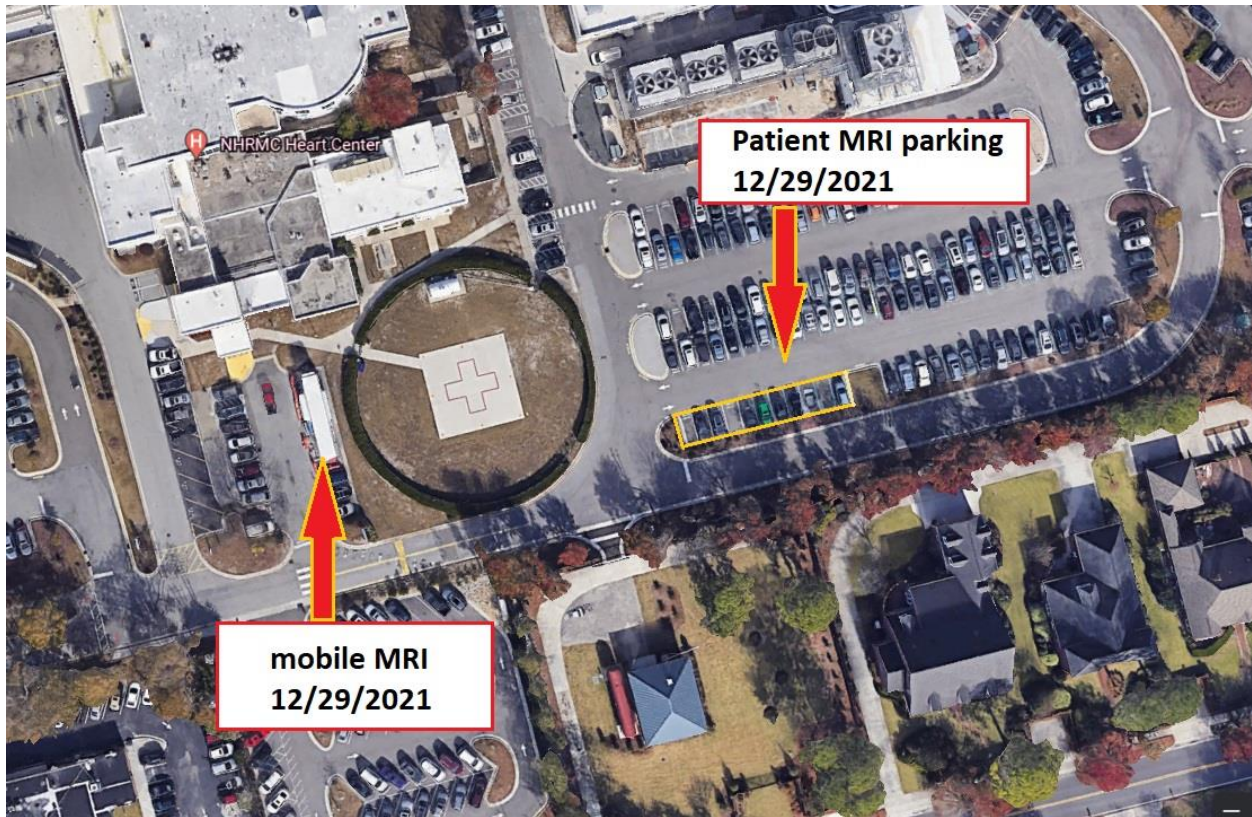 H NHRMC Heart Center
Patient MRI parking
12/29/2021
mobile MRI
12/29/2021